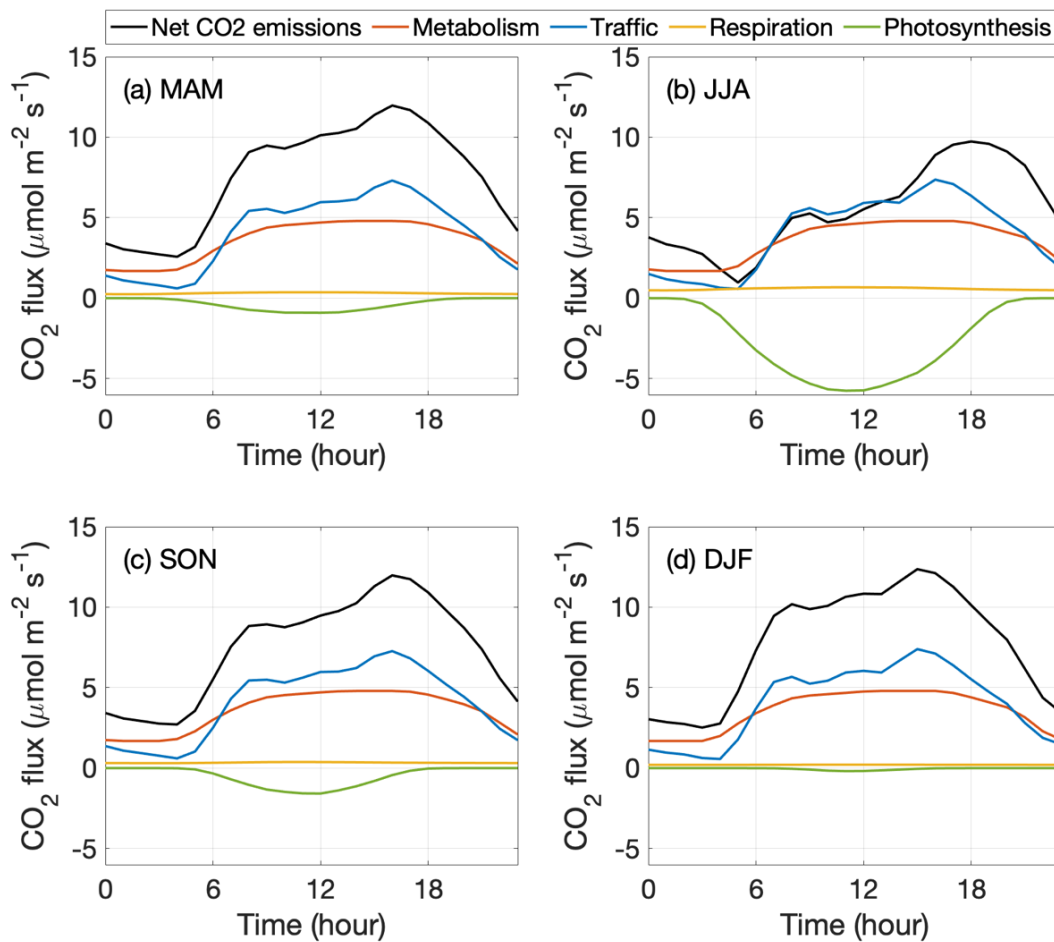 Net CO2 emissions Metabolism Traffic Respiration Photosynthesis
(a) MAM
15
10
5
0
-5
CO2 flux (μmol m-2 s-1)
0 6 12 18
Time (hour)
(b) JJA
15
10
5
0
-5
CO2 flux (μmol m-2 s-1)
0 6 12 18
Time (hour)
(c) SON
15
10
5
0
-5
CO2 flux (μmol m-2 s-1)
0 6 12 18
Time (hour)
(d) DJF
15
10
5
0
-5
CO2 flux (μmol m-2 s-1)
0 6 12 18
Time (hour)